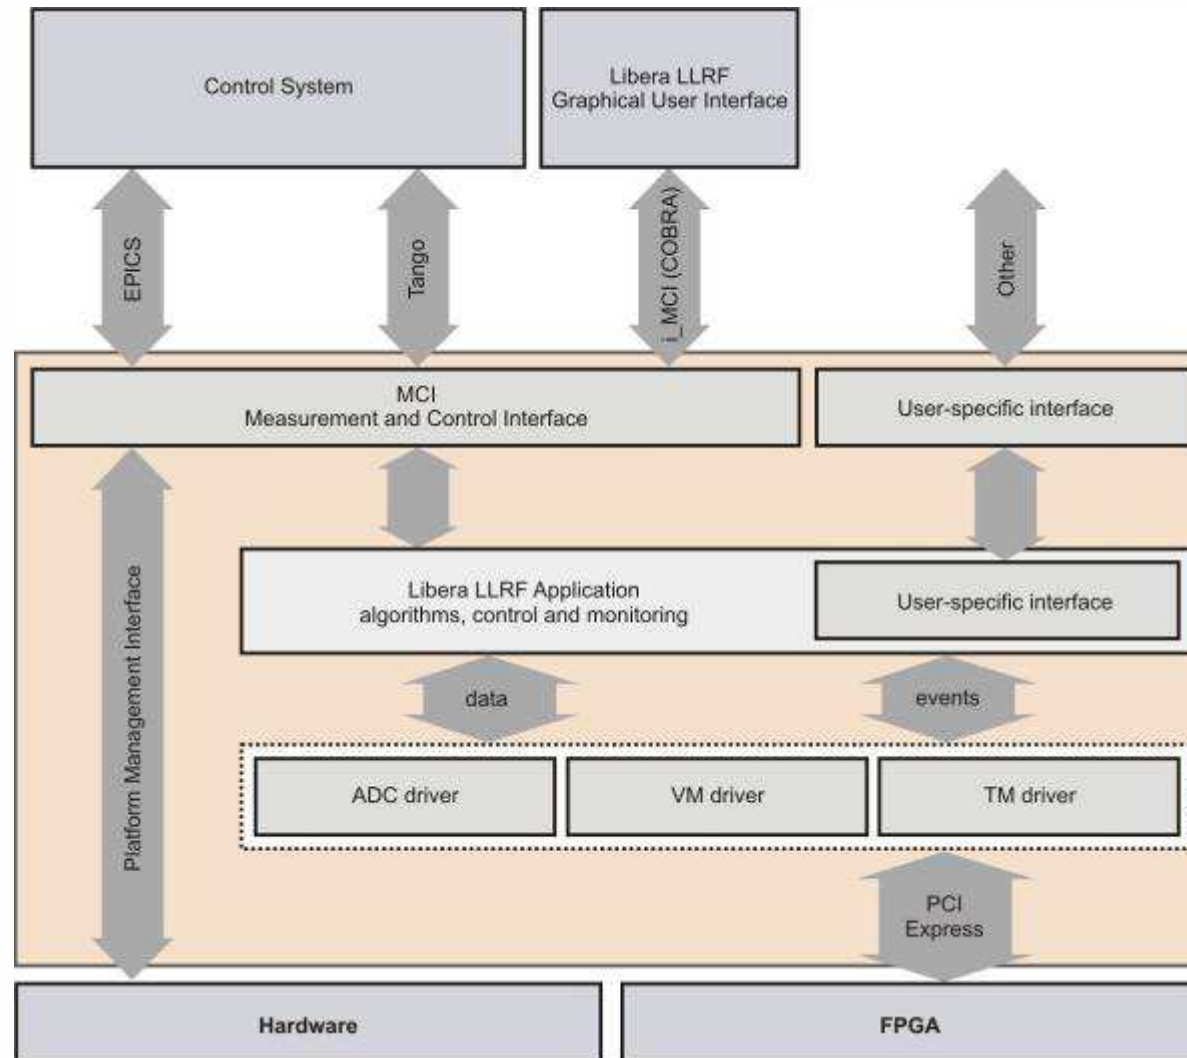 Control System
Libera LLRF
Graphical User Interface
EPICS
Tango
i_MCI (COBRA)
Other
MCI
Measurement and Control Interface
User-specific interface
Platform Management Interface
Libera LLRF Application
algorithms, control and monitoring
User-specific interface
data
events
ADC driver
VM driver
TM driver
PCI
Express
Hardware
FPGA